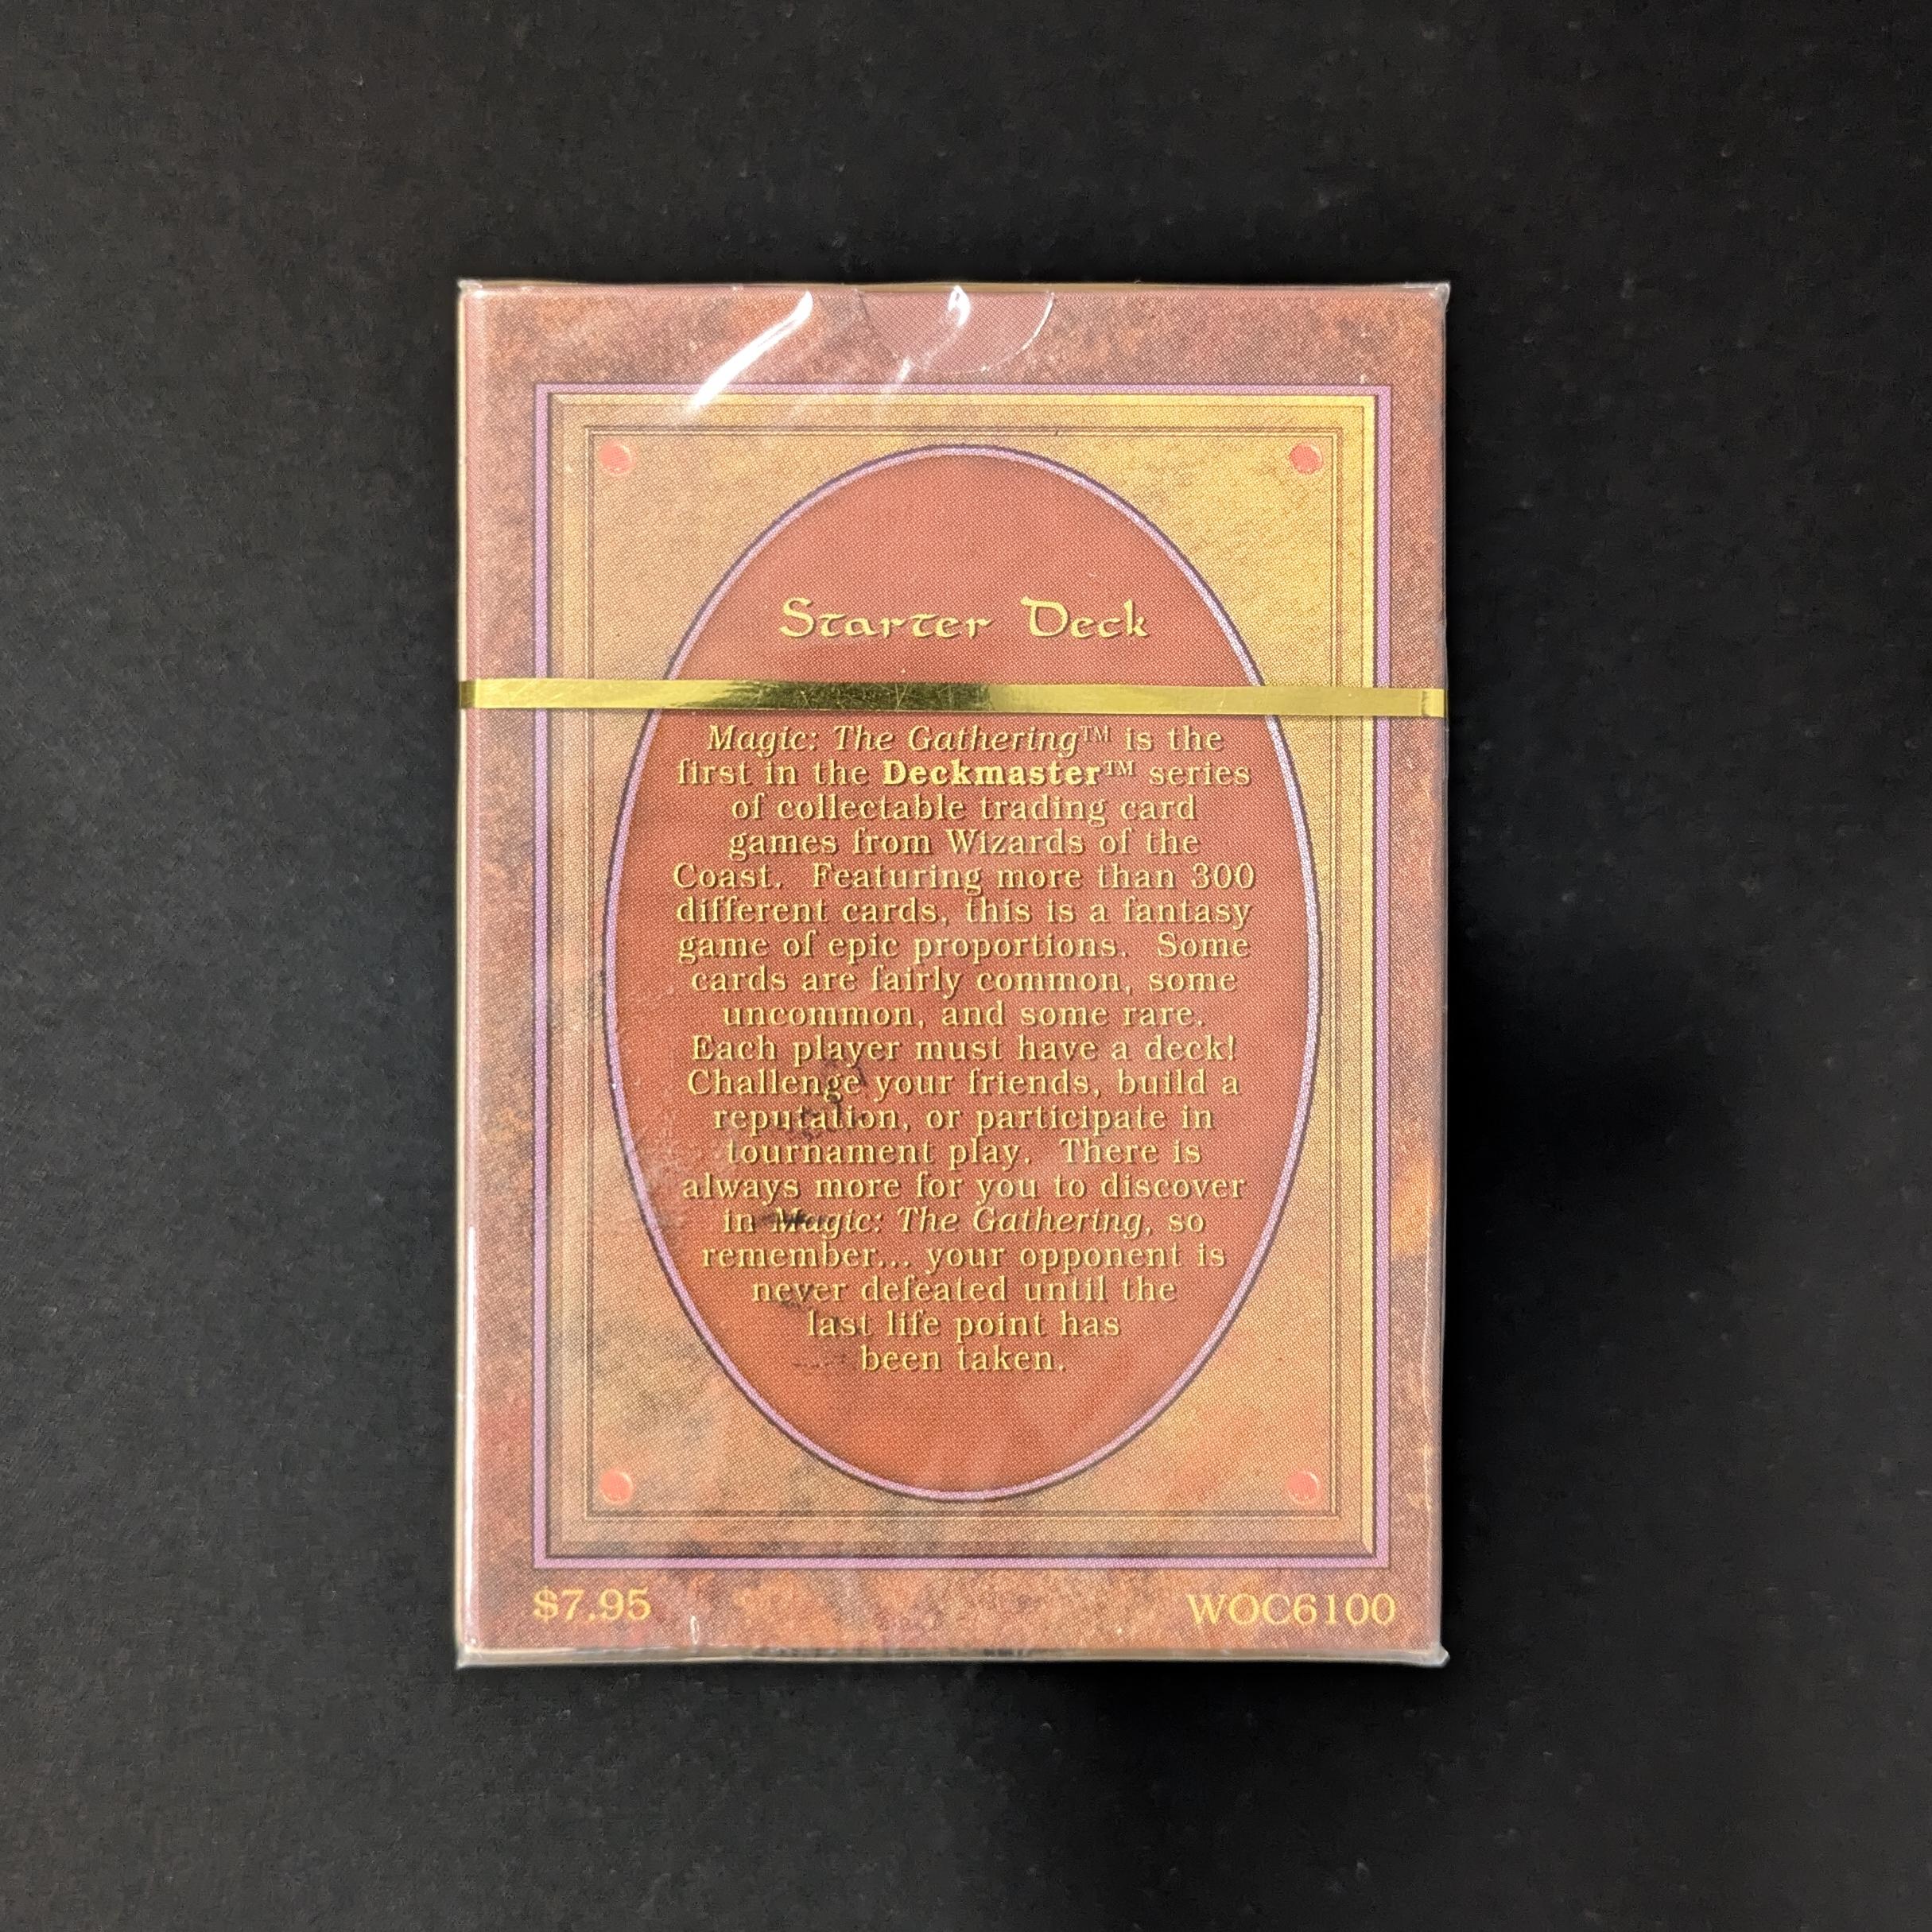 Starter Deck
Magic: The Gathering™ is the
first in the Deckmaster™ series
of collectable trading card
games from Wizards of the
Coast. Featuring more than 300
different cards, this is a fantasy
game of epic proportions. Some
cards are fairly common, some
uncommon, and some rare.
Each player must have a deck!
Challenge your friends, build a
reputation, or participate in
tournament play. There is
always more for you to discover
in Magic: The Gathering, so
remember... your opponent is
never defeated until the
last life point has
been taken.
$7.95 WOC6100